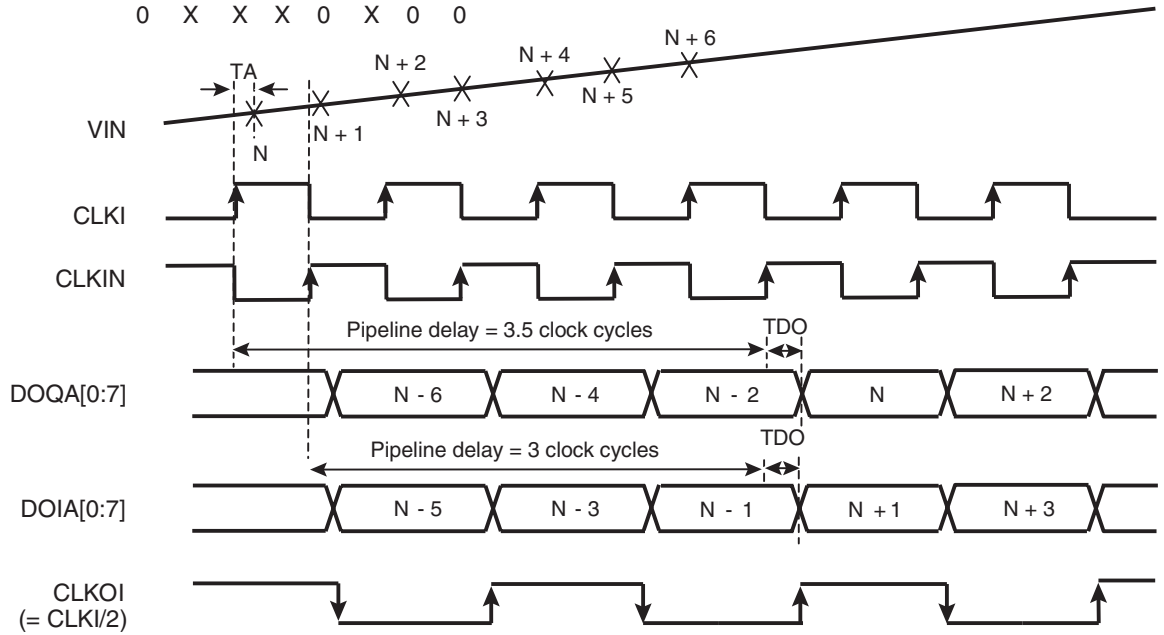 0 X X X 0 X 0 0
TA
N + 2
N + 4
N + 6
N + 1
N + 3
N + 5
VIN
N
CLKI
CLKIN
Pipeline delay = 3.5 clock cycles
TDO
DOQA[0:7]
N - 6
N - 4
N - 2
N
N + 2
Pipeline delay = 3 clock cycles
TDO
DOIA[0:7]
N - 5
N - 3
N - 1
N + 1
N + 3
CLKOI
(= CLKI/2)